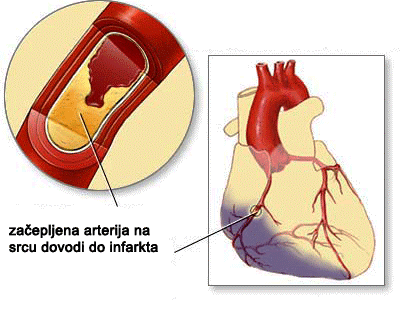 začepljena arterija na
srcu dovodi do infarkta